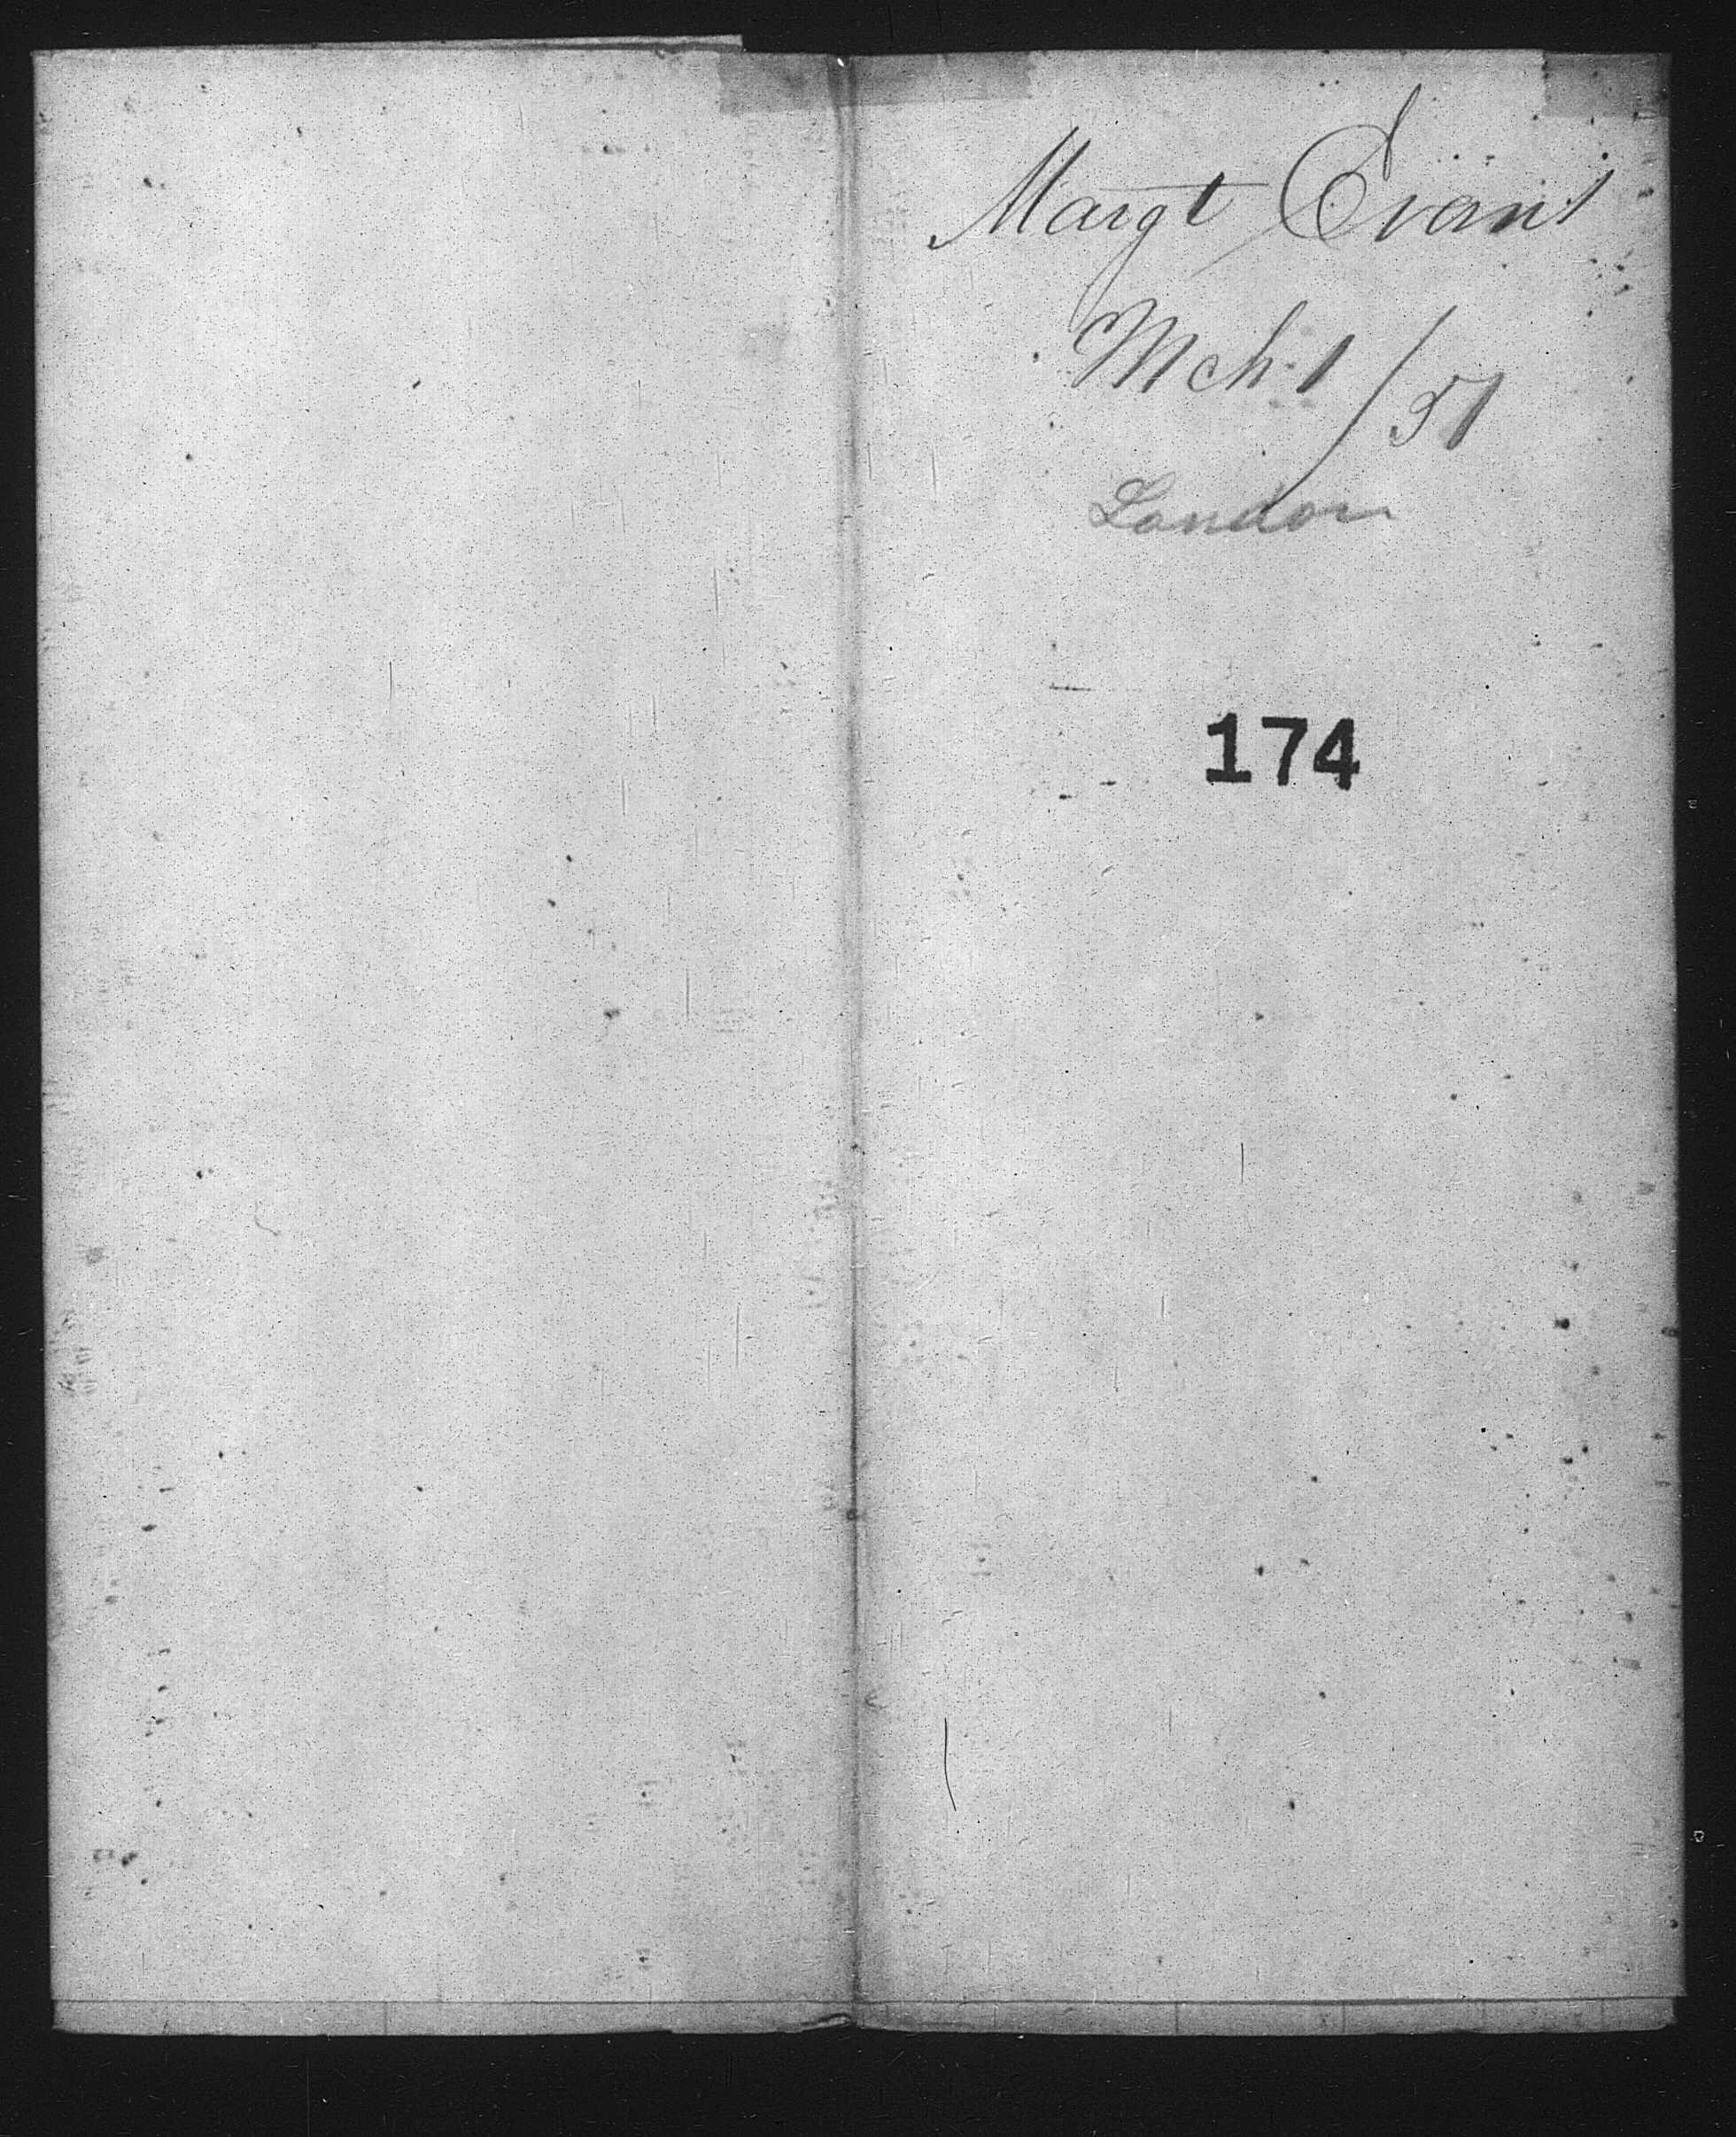 Margt Evans
Mch 1/51
London
174